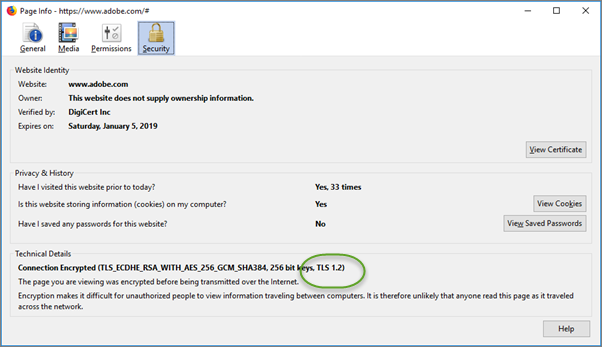 Page Info - https://www.adobe.com/#
General Media Permissions Security
Website Identity
Website: www.adobe.com
Owner: This website does not supply ownership information.
Verified by: DigiCert Inc
Expires on: Saturday, January 5, 2019
View Certificate
Privacy & History
Have I visited this website prior to today? Yes, 33 times
Is this website storing information (cookies) on my computer? Yes View Cookies
Have I saved any passwords for this website? No View Saved Passwords
Technical Details
Connection Encrypted (TLS_ECDHE_RSA_WITH_AES_256_GCM_SHA384, 256 bit keys, TLS 1.2)
The page you are viewing was encrypted before being transmitted over the Internet.
Encryption makes it difficult for unauthorized people to view information traveling between computers. It is therefore unlikely that anyone read this page as it traveled
across the network.
Help